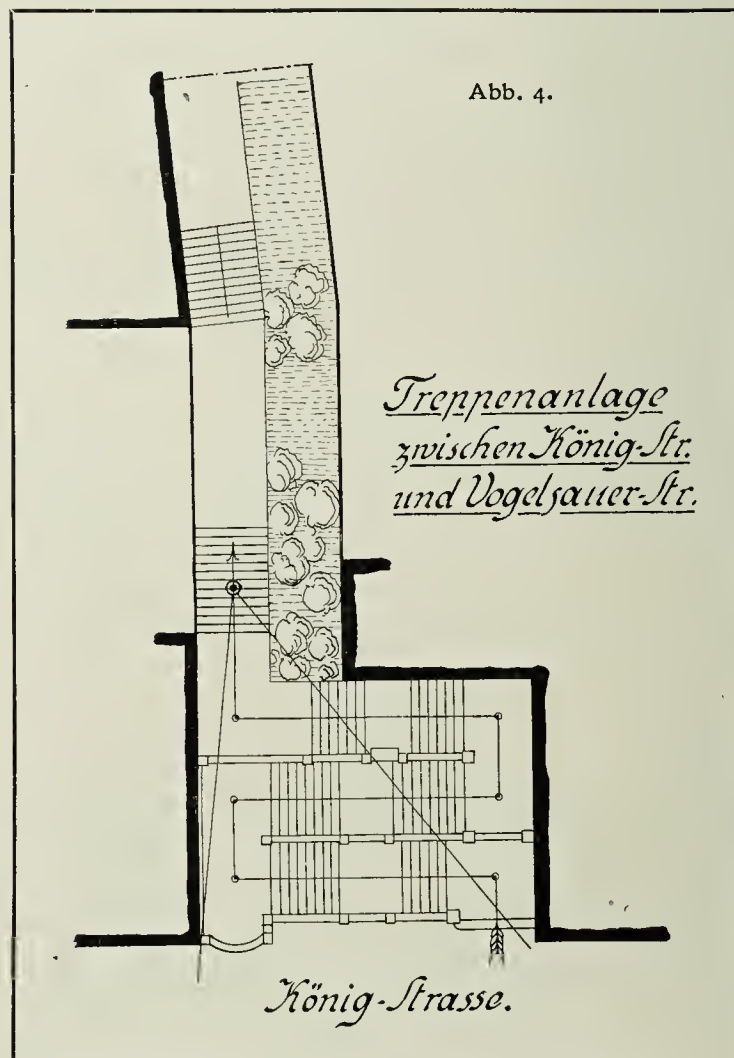 Abb. 4.
Treppenanlage
zwischen König-Str.
und Vogelsauer-Str.
König-Strasse.